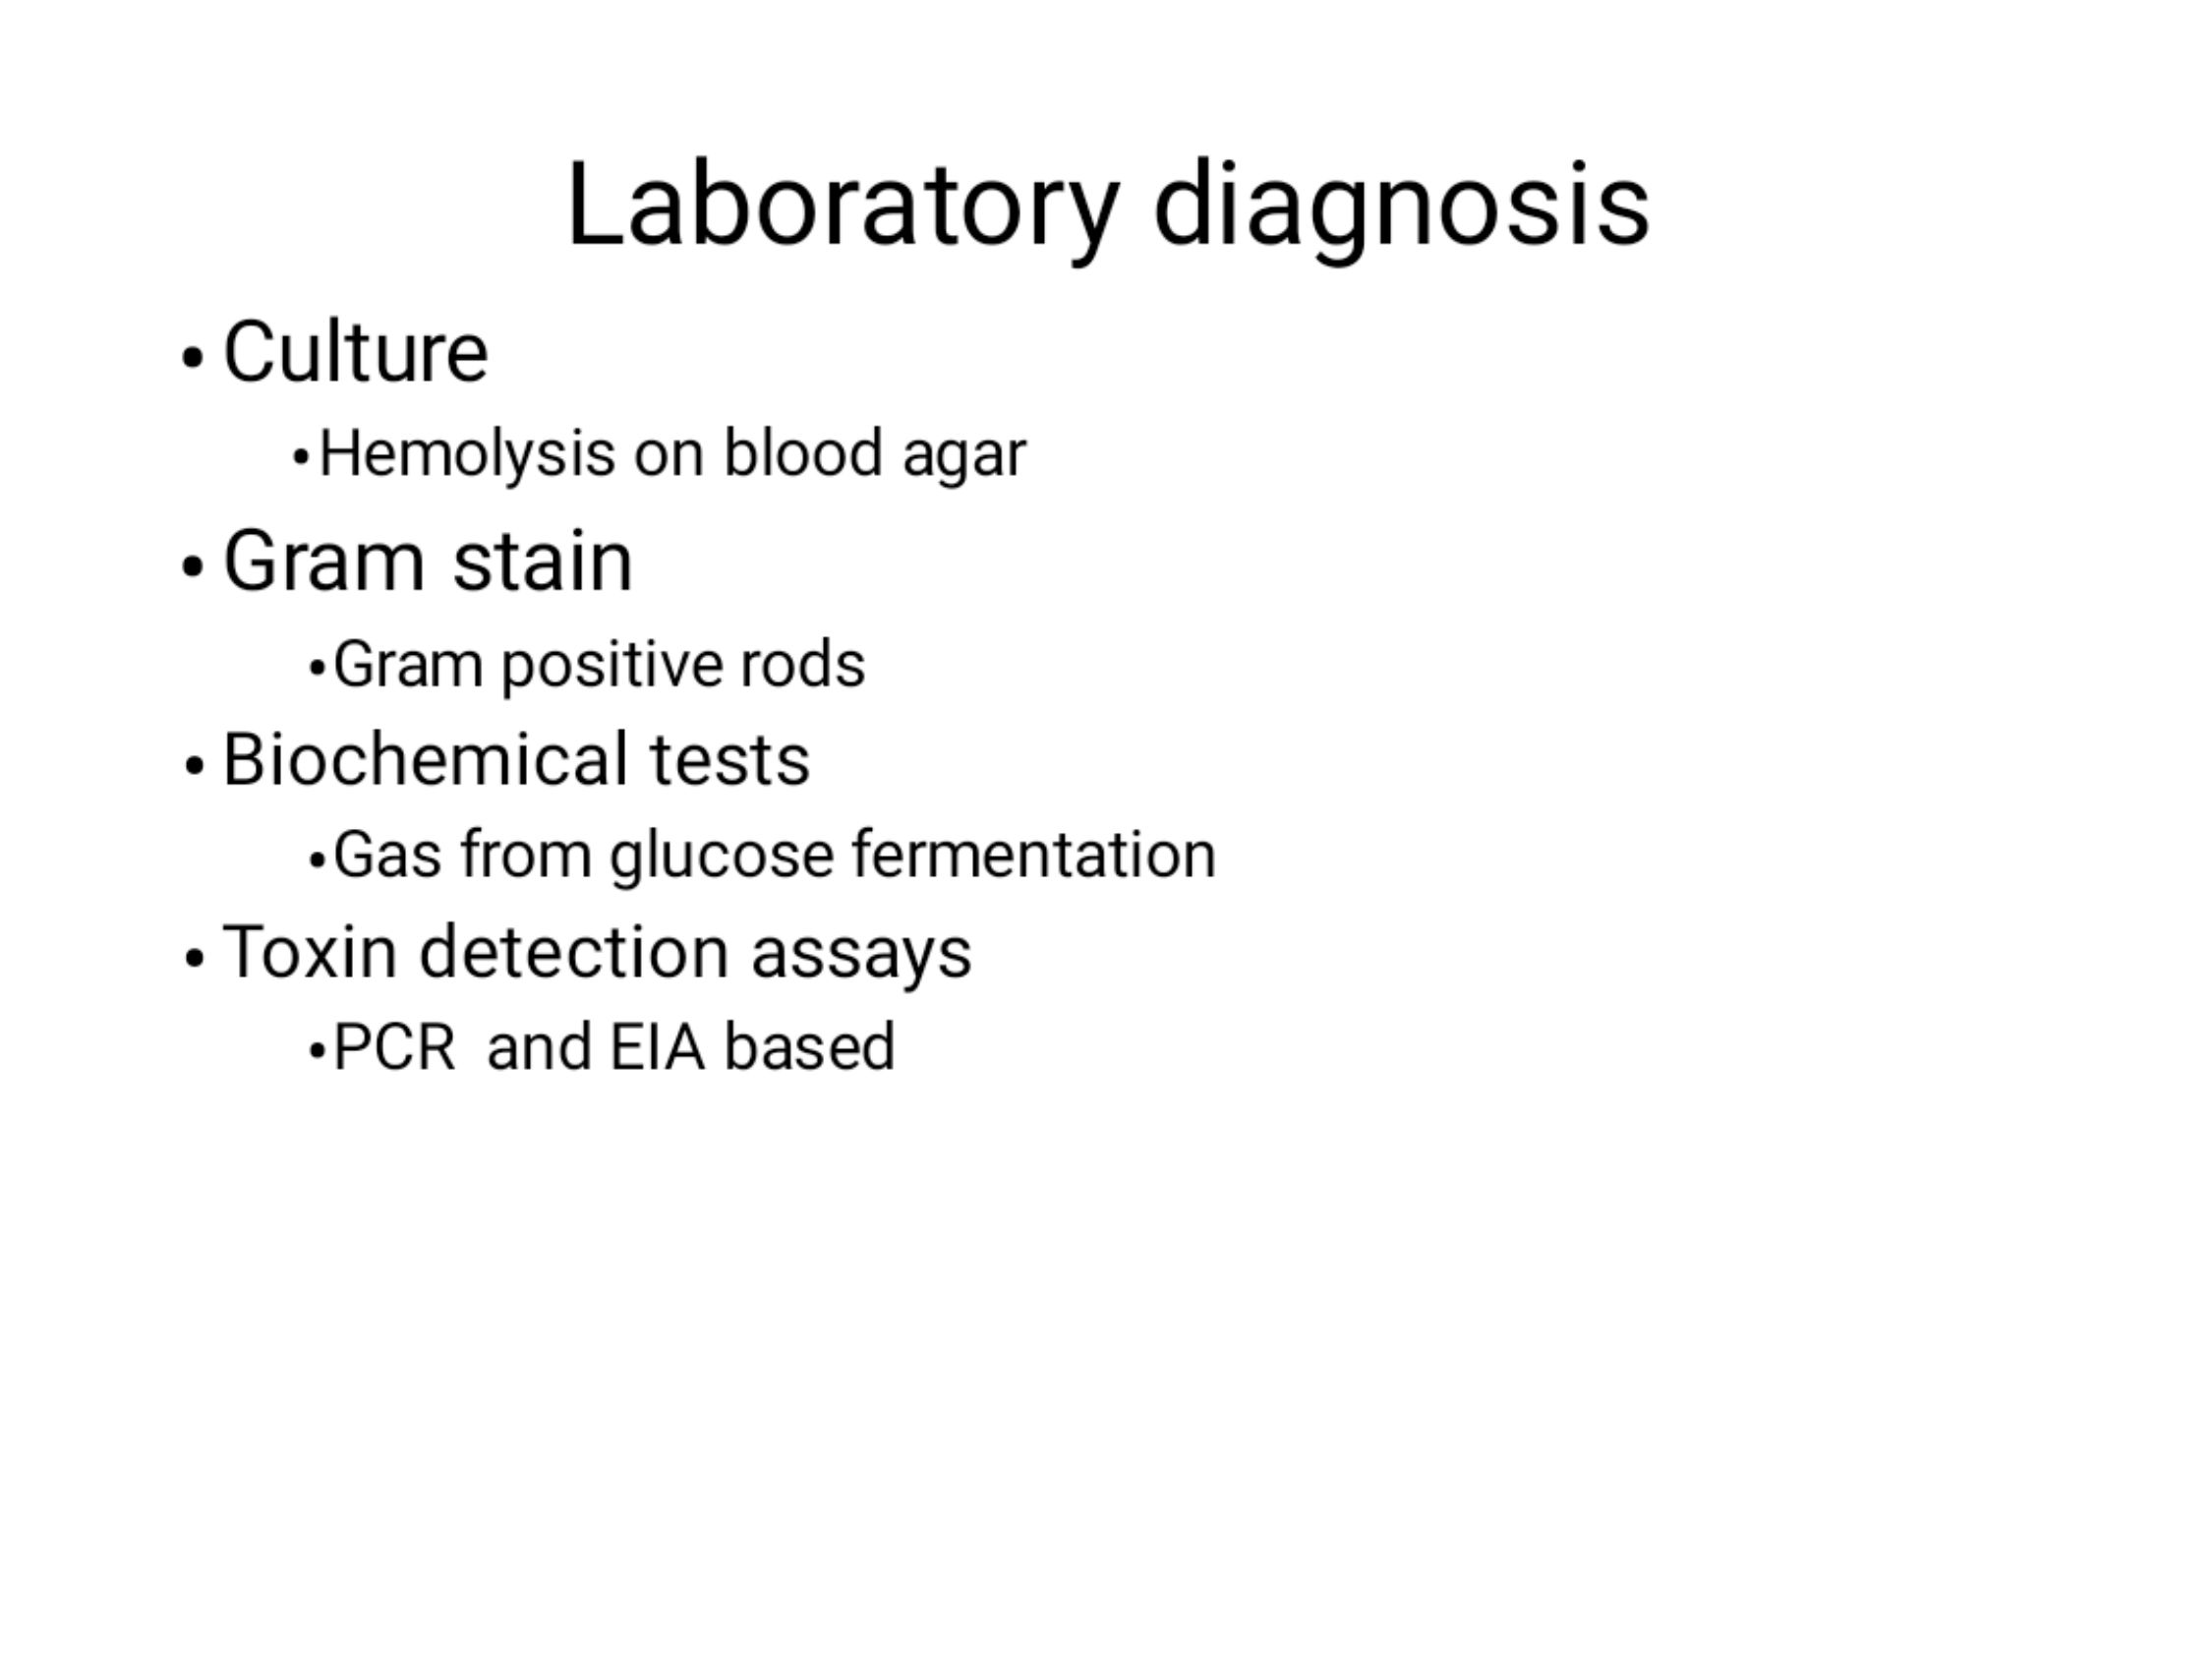 Laboratory diagnosis
• Culture
• Hemolysis on blood agar
• Gram stain
• Gram positive rods
• Biochemical tests
• Gas from glucose fermentation
• Toxin detection assays
• PCR  and EIA based